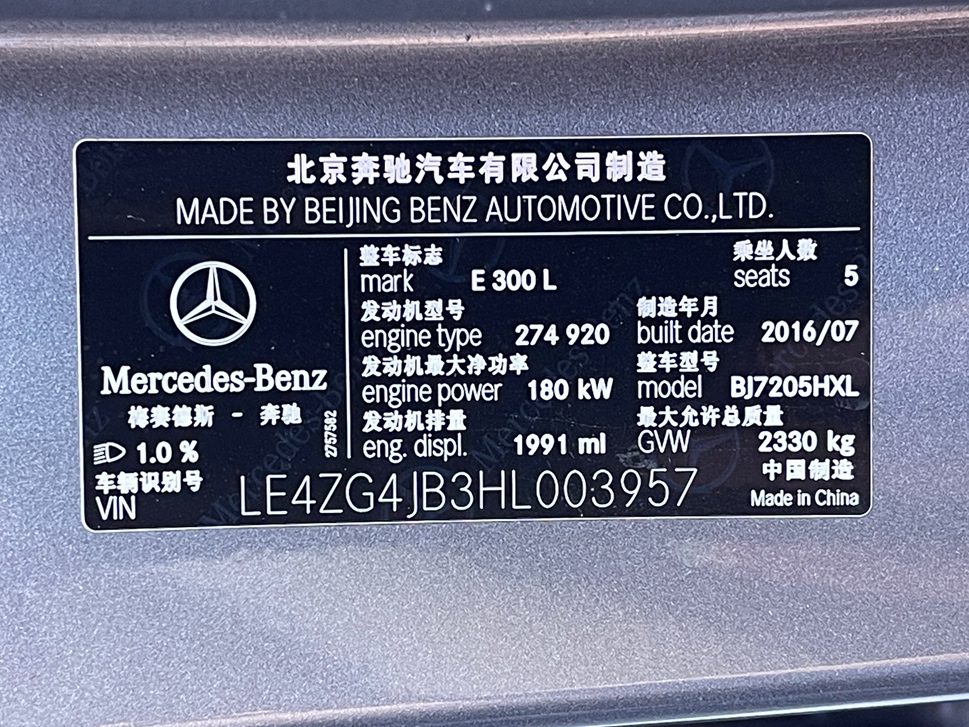 北京奔驰汽车有限公司制造
MADE BY BEIJING BENZ AUTOMOTIVE CO.,LTD.
Mercedes-Benz
梅赛德斯 - 奔驰
1.0 %
2757562
整车标志
mark E 300 L
乘坐人数
seats 5
发动机型号
engine type 274 920
制造年月
built date 2016/07
发动机最大净功率
engine power 180 kW
整车型号
model BJ7205HXL
发动机排量
eng. displ. 1991 ml
最大允许总质量
GVW 2330 kg
车辆识别号
VIN LE4ZG4JB3HL003957
中国制造
Made in China